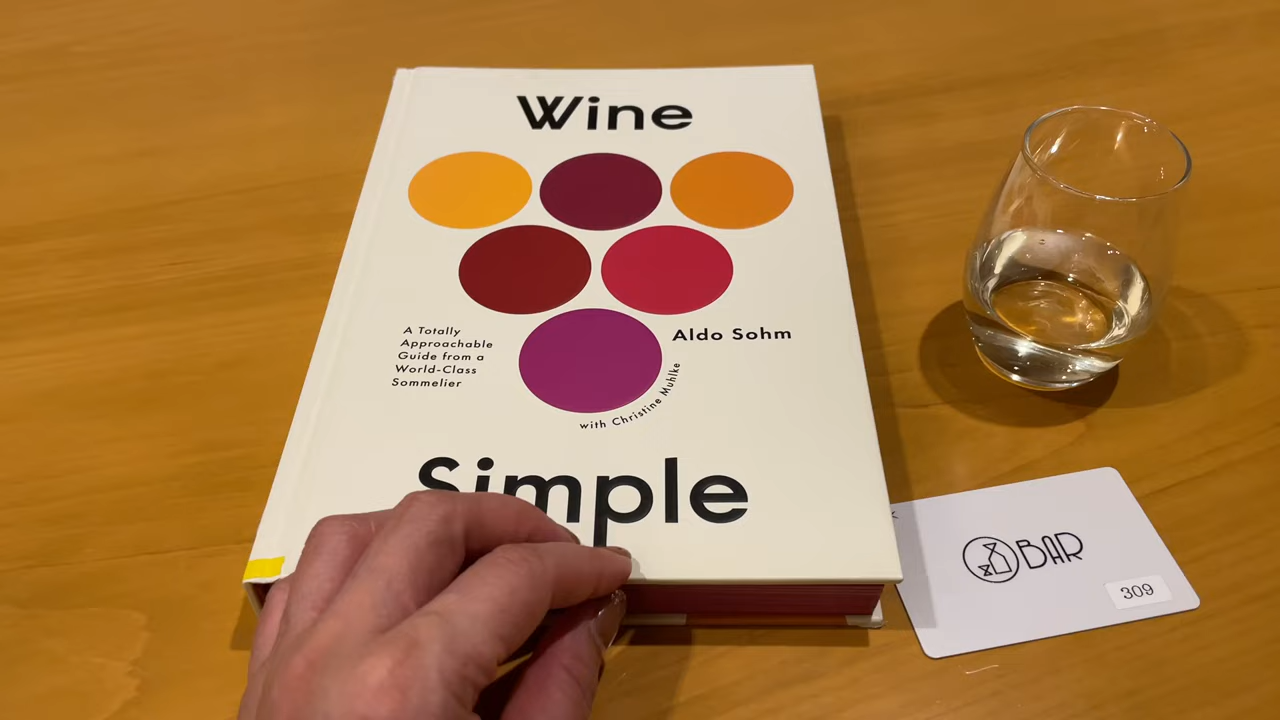 Wine
A Totally
Approachable
Guide from a
World-Class
Sommelier
Aldo Sohm
with Christine Muhlke
Simple
BAR
309